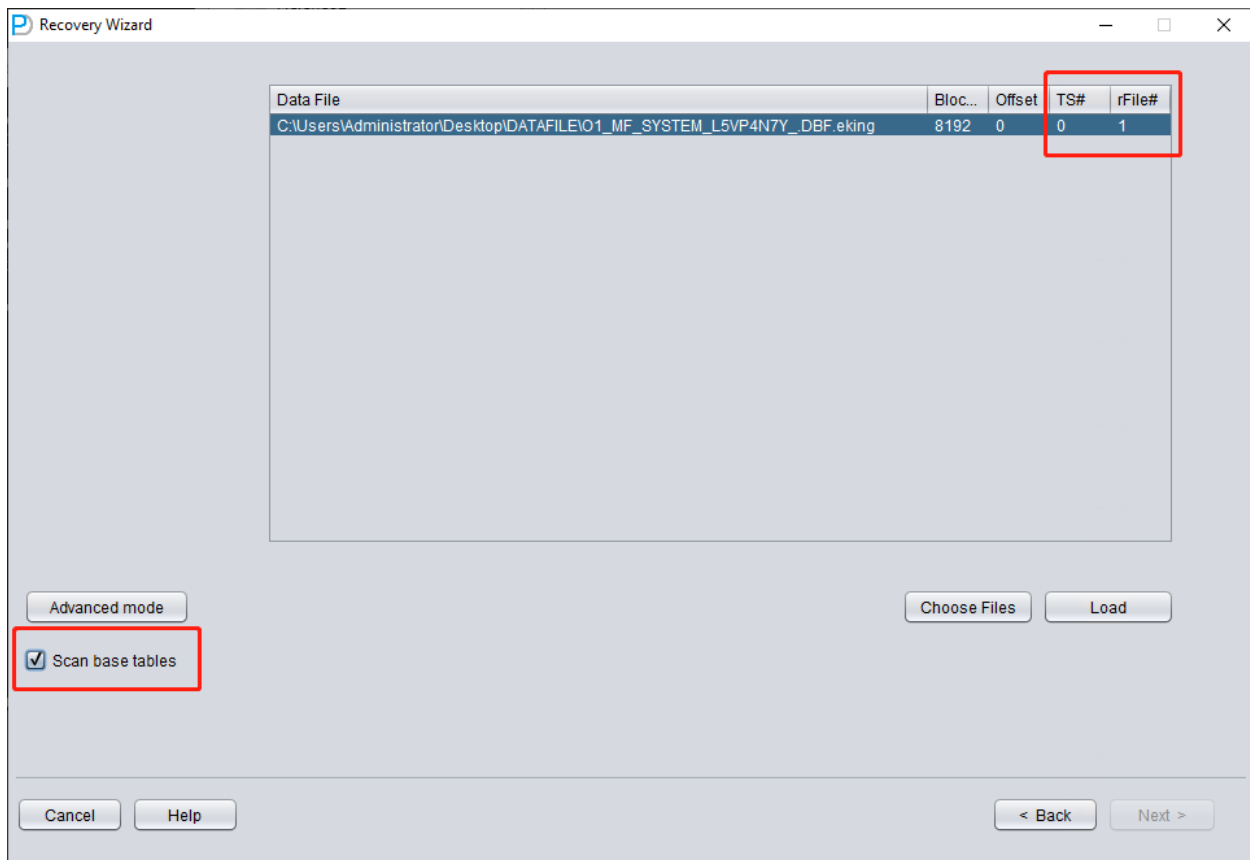 Recovery Wizard
Data File Bloc... Offset TS# rFile#
C:\Users\Administrator\Desktop\DATAFILE\O1_MF_SYSTEM_L5VP4N7Y_.DBF.eking 8192 0 0 1
Advanced mode Choose Files Load
Scan base tables
Cancel Help < Back Next >